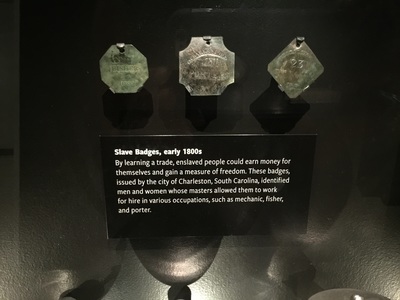 Slave Badges, early 1800s
By learning a trade, enslaved people could earn money for
themselves and gain a measure of freedom. These badges,
issued by the city of Charleston, South Carolina, identified
men and women whose masters allowed them to work
for hire in various occupations, such as mechanic, fisher,
and porter.